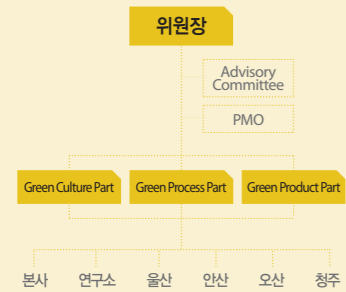 위원장
Advisory
Committee
PMO
Green Culture Part Green Process Part Green Product Part
본사 연구소 울산 안산 오산 청주